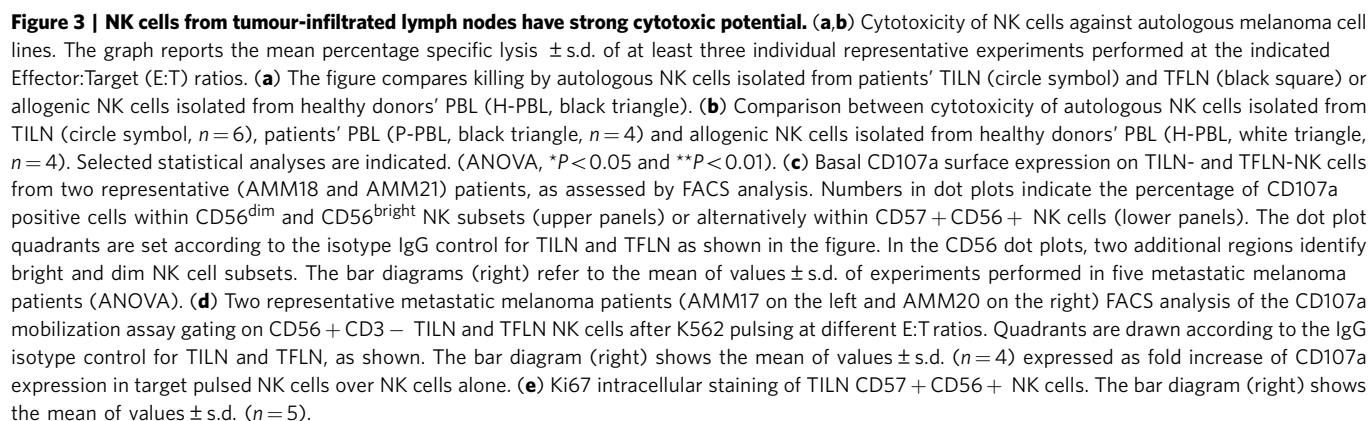 Figure 3 | NK cells from tumour-infiltrated lymph nodes have strong cytotoxic potential. (a,b) Cytotoxicity of NK cells against autologous melanoma cell
lines. The graph reports the mean percentage specific lysis ± s.d. of at least three individual representative experiments performed at the indicated
Effector:Target (E:T) ratios. (a) The figure compares killing by autologous NK cells isolated from patients' TILN (circle symbol) and TFLN (black square) or
allogenic NK cells isolated from healthy donors' PBL (H-PBL, black triangle). (b) Comparison between cytotoxicity of autologous NK cells isolated from
TILN (circle symbol, n = 6), patients' PBL (P-PBL, black triangle, n = 4) and allogenic NK cells isolated from healthy donors' PBL (H-PBL, white triangle,
n = 4). Selected statistical analyses are indicated. (ANOVA, *P < 0.05 and **P < 0.01). (c) Basal CD107a surface expression on TILN- and TFLN-NK cells
from two representative (AMM18 and AMM21) patients, as assessed by FACS analysis. Numbers in dot plots indicate the percentage of CD107a
positive cells within CD56dim and CD56bright NK subsets (upper panels) or alternatively within CD57 + CD56 + NK cells (lower panels). The dot plot
quadrants are set according to the isotype IgG control for TILN and TFLN as shown in the figure. In the CD56 dot plots, two additional regions identify
bright and dim NK cell subsets. The bar diagrams (right) refer to the mean of values ± s.d. of experiments performed in five metastatic melanoma
patients (ANOVA). (d) Two representative metastatic melanoma patients (AMM17 on the left and AMM20 on the right) FACS analysis of the CD107a
mobilization assay gating on CD56 + CD3 − TILN and TFLN NK cells after K562 pulsing at different E:T ratios. Quadrants are drawn according to the IgG
isotype control for TILN and TFLN, as shown. The bar diagram (right) shows the mean of values ± s.d. (n = 4) expressed as fold increase of CD107a
expression in target pulsed NK cells over NK cells alone. (e) Ki67 intracellular staining of TILN CD57 + CD56 + NK cells. The bar diagram (right) shows
the mean of values ± s.d. (n = 5).